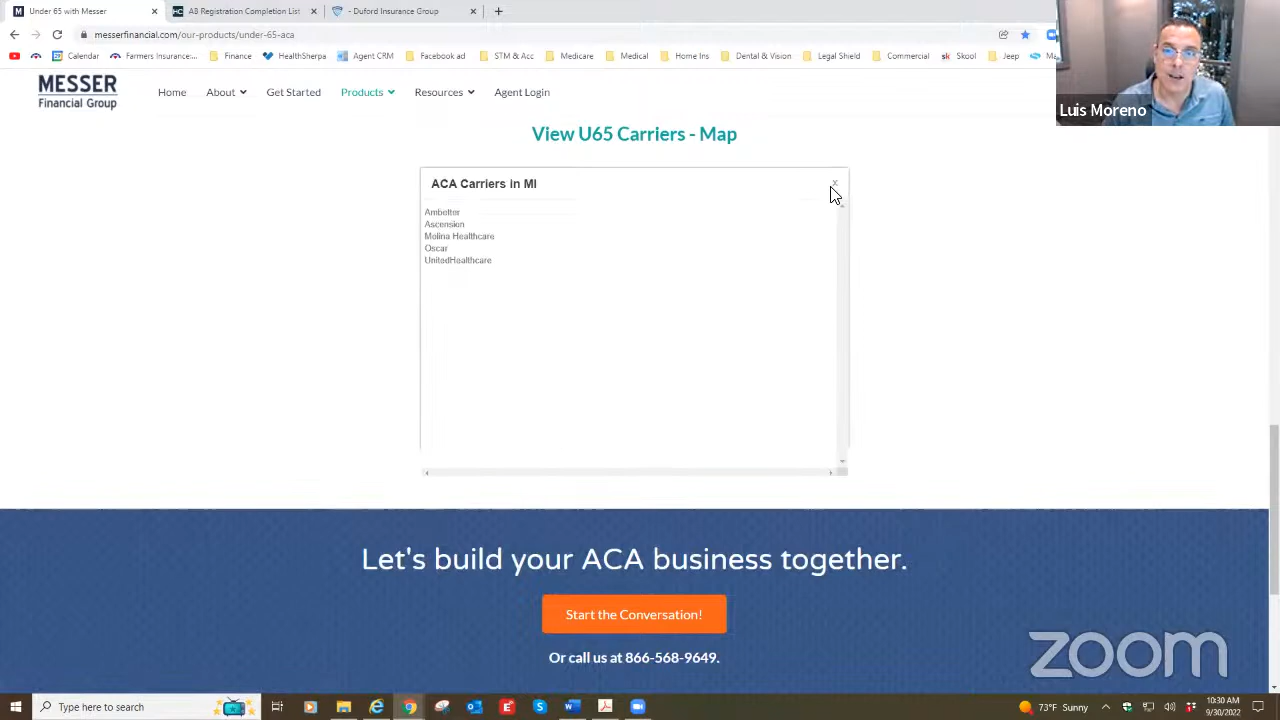 Under 65 with Messer
AB Registration Completion List
- Duford Insurance Group
messerfinancial.com/our-products/under-65-aca
Calendar
Farmers Insurance:...
Finance
HealthSherpa
Agent CRM
Facebook ad
STM & Acc
Medicare
Home Ins
Medical
Dental & Vision
Legal Shield
Commercial
sk Skool
Jeep
Ma
MESSER
Financial Group
Home
About
Get Started
Products
Resources
Agent Login
Luis Moreno
View U65 Carriers - Map
ACA Carriers in MI
x
Ambetter
Ascension
Molina Healthcare
Oscar
UnitedHealthcare
Let's build your ACA business together.
Start the Conversation!
Or call us at 866-568-9649.
zoom
Type here to search
73°F Sunny
10:30 AM
9/30/2022